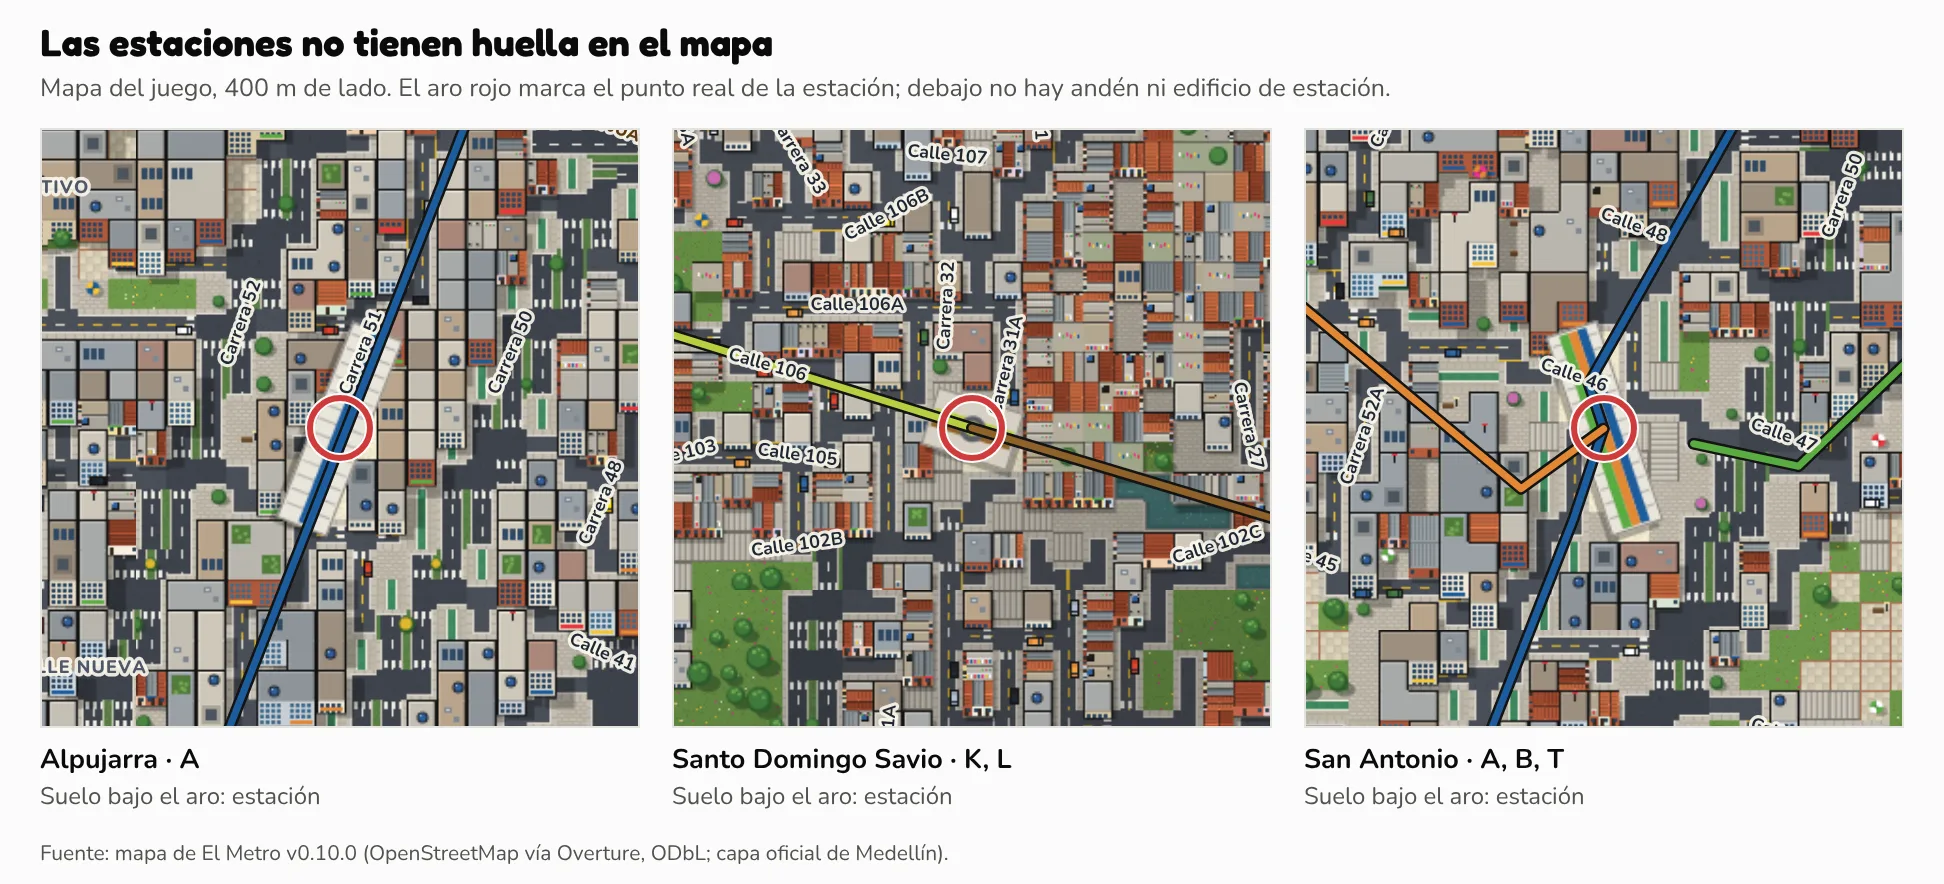 Las estaciones no tienen huella en el mapa
Mapa del juego, 400 m de lado. El aro rojo marca el punto real de la estación; debajo no hay andén ni edificio de estación.
TIVO
Carrera 52
Carrera 51
Carrera 50
Carrera 48
LLE NUEVA
Calle 41
Carrera 33
Calle 107
Calle 106B
Calle 106A
Carrera 32
Carrera 31A
Calle 106
Carrera 27
e 103
Calle 105
Calle 102B
Calle 102C
1A
Calle 48
Carrera 50
Calle 46
Carrera 52A
Calle 47
e 45
Alpujarra · A
Suelo bajo el aro: estación
Santo Domingo Savio · K, L
Suelo bajo el aro: estación
San Antonio · A, B, T
Suelo bajo el aro: estación
Fuente: mapa de El Metro v0.10.0 (OpenStreetMap vía Overture, ODbL; capa oficial de Medellín).